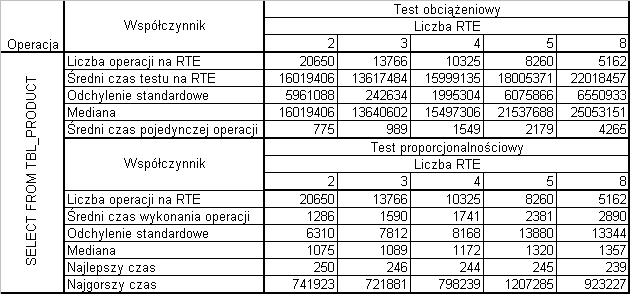 Operacja Współczynnik Test obciążeniowy
Liczba RTE
2 3 4 5 8
SELECT FROM TBL_PRODUCT
Liczba operacji na RTE 20650 13766 10325 8260 5162
Średni czas testu na RTE 16019406 13617484 15999135 18005371 22018457
Odchylenie standardowe 5961088 242634 1995304 6075866 6550933
Mediana 16019406 13640602 15497306 21537688 25053151
Średni czas pojedynczej operacji 775 989 1549 2179 4265
Współczynnik Test proporcjonalnościowy
Liczba RTE
2 3 4 5 8
Liczba operacji na RTE 20650 13766 10325 8260 5162
Średni czas wykonania operacji 1286 1590 1741 2381 2890
Odchylenie standardowe 6310 7812 8168 13880 13344
Mediana 1075 1089 1172 1320 1357
Najlepszy czas 250 246 244 245 239
Najgorszy czas 741923 721881 798239 1207285 923227